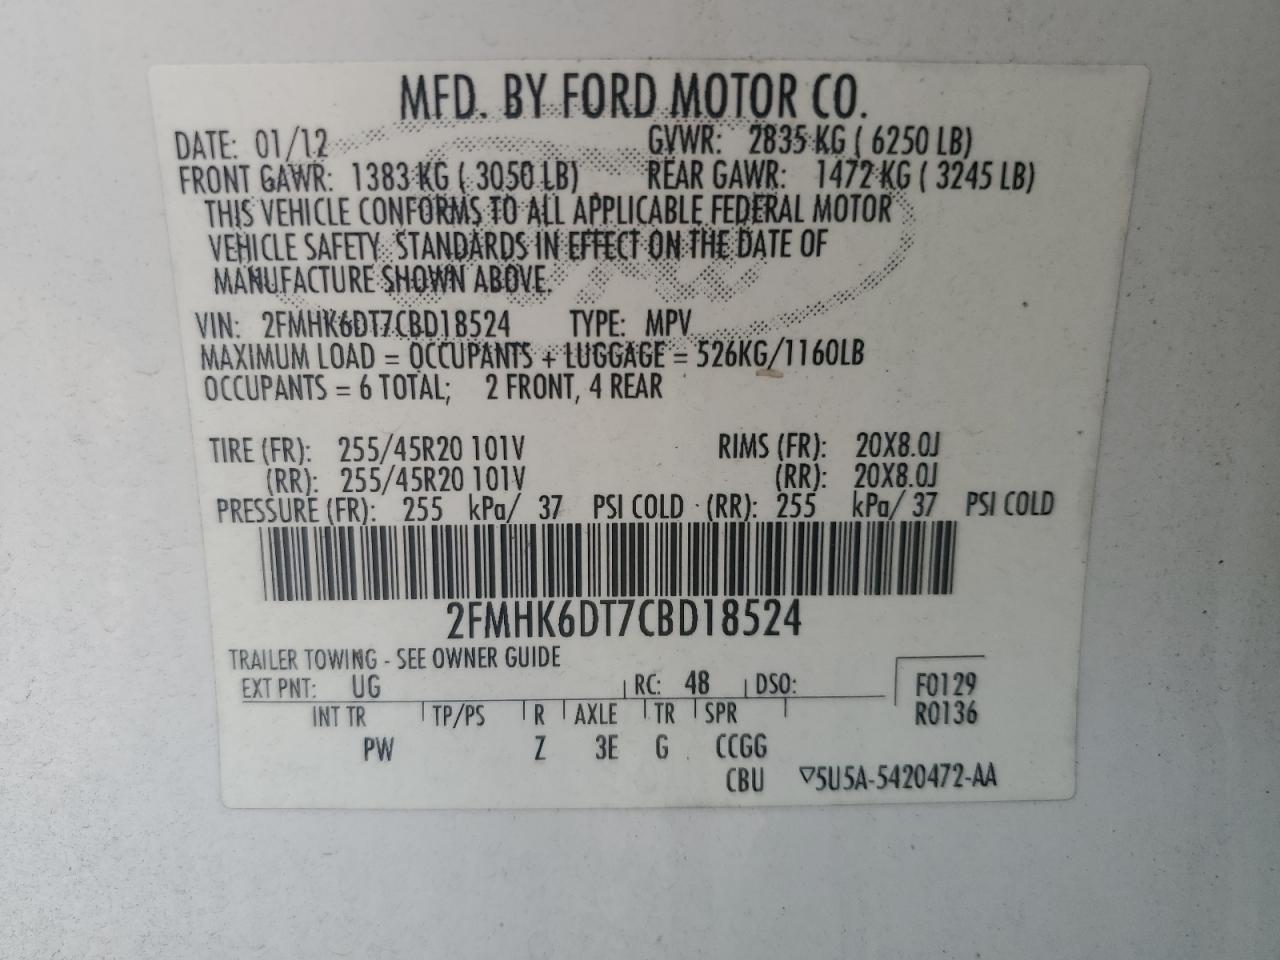 MFD. BY FORD MOTOR CO.
DATE: 01/12 GVWR: 2835 KG ( 6250 LB)
FRONT GAWR: 1383 KG ( 3050 LB) REAR GAWR: 1472 KG ( 3245 LB)
THIS VEHICLE CONFORMS TO ALL APPLICABLE FEDERAL MOTOR
VEHICLE SAFETY STANDARDS IN EFFECT ON THE DATE OF
MANUFACTURE SHOWN ABOVE.
VIN: 2FMHK6DT7CBD18524 TYPE: MPV
MAXIMUM LOAD = OCCUPANTS + LUGGAGE = 526KG/1160LB
OCCUPANTS = 6 TOTAL; 2 FRONT, 4 REAR
TIRE (FR): 255/45R20 101V RIMS (FR): 20X8.0J
(RR): 255/45R20 101V (RR): 20X8.0J
PRESSURE (FR): 255 kPa/ 37 PSI COLD (RR): 255 kPa/ 37 PSI COLD
2FMHK6DT7CBD18524
TRAILER TOWING - SEE OWNER GUIDE
EXT PNT: UG RC: 48 DSO: F0129
INT TR TP/PS R AXLE TR SPR R0136
PW Z 3E G CCGG
CBU ▽5U5A-5420472-AA